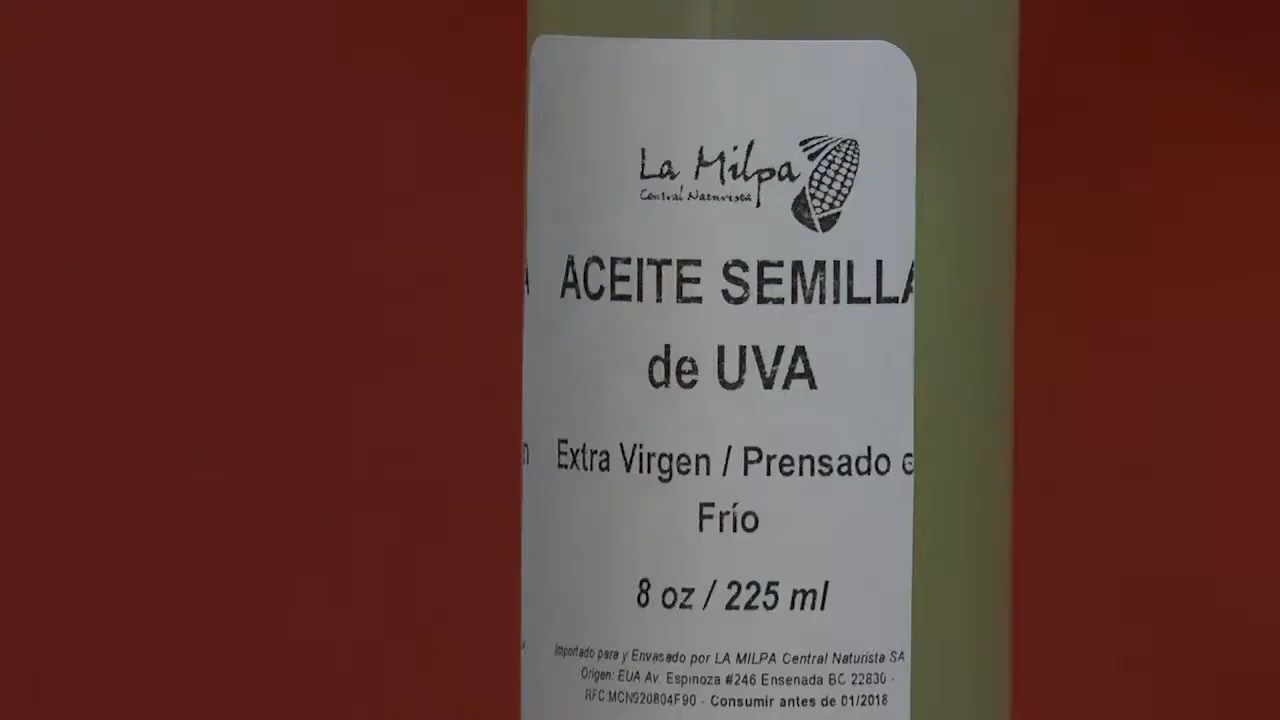 La Milpa
Central Naturista
ACEITE SEMILLA
de UVA
Extra Virgen / Prensado e
Frío
8 oz / 225 ml
Importado para y Envasado por LA MILPA Central Naturista SA
Origen: EUA Av. Espinoza #246 Ensenada BC 22830 -
RFC:MCN920804F90 - Consumir antes de 01/2018